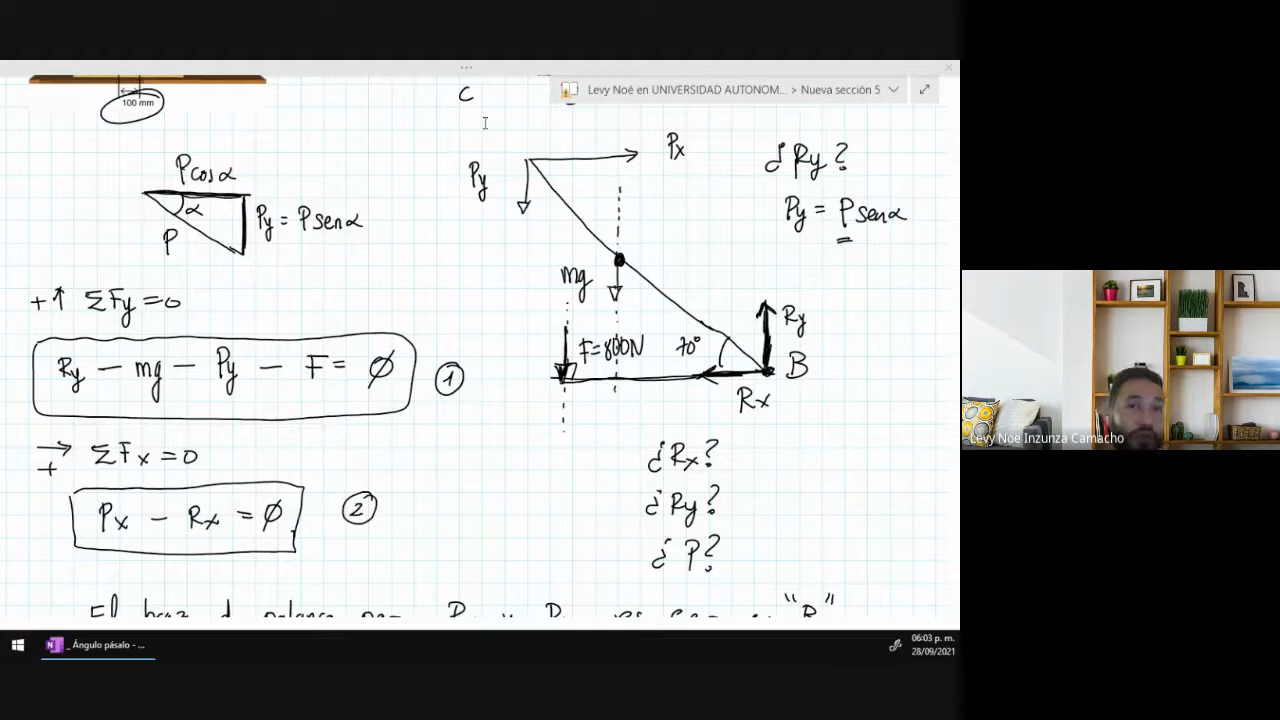 100 mm
C
Levy Noé en UNIVERSIDAD AUTONOM... > Nueva sección 5
Pcosα
α
P
Py = Psenα
Px
Py
¿Ry?
Py = Psenα
mg
F=800N
70°
Ry
B
Rx
+↑ ΣFy=0
Ry − mg − Py − F = Ø
1
→+ ΣFx=0
Px − Rx = Ø
2
¿Rx?
¿Ry?
¿P?
Levy Noe Inzunza Camacho
_ Ángulo pásalo - ...
06:03 p. m.
28/09/2021